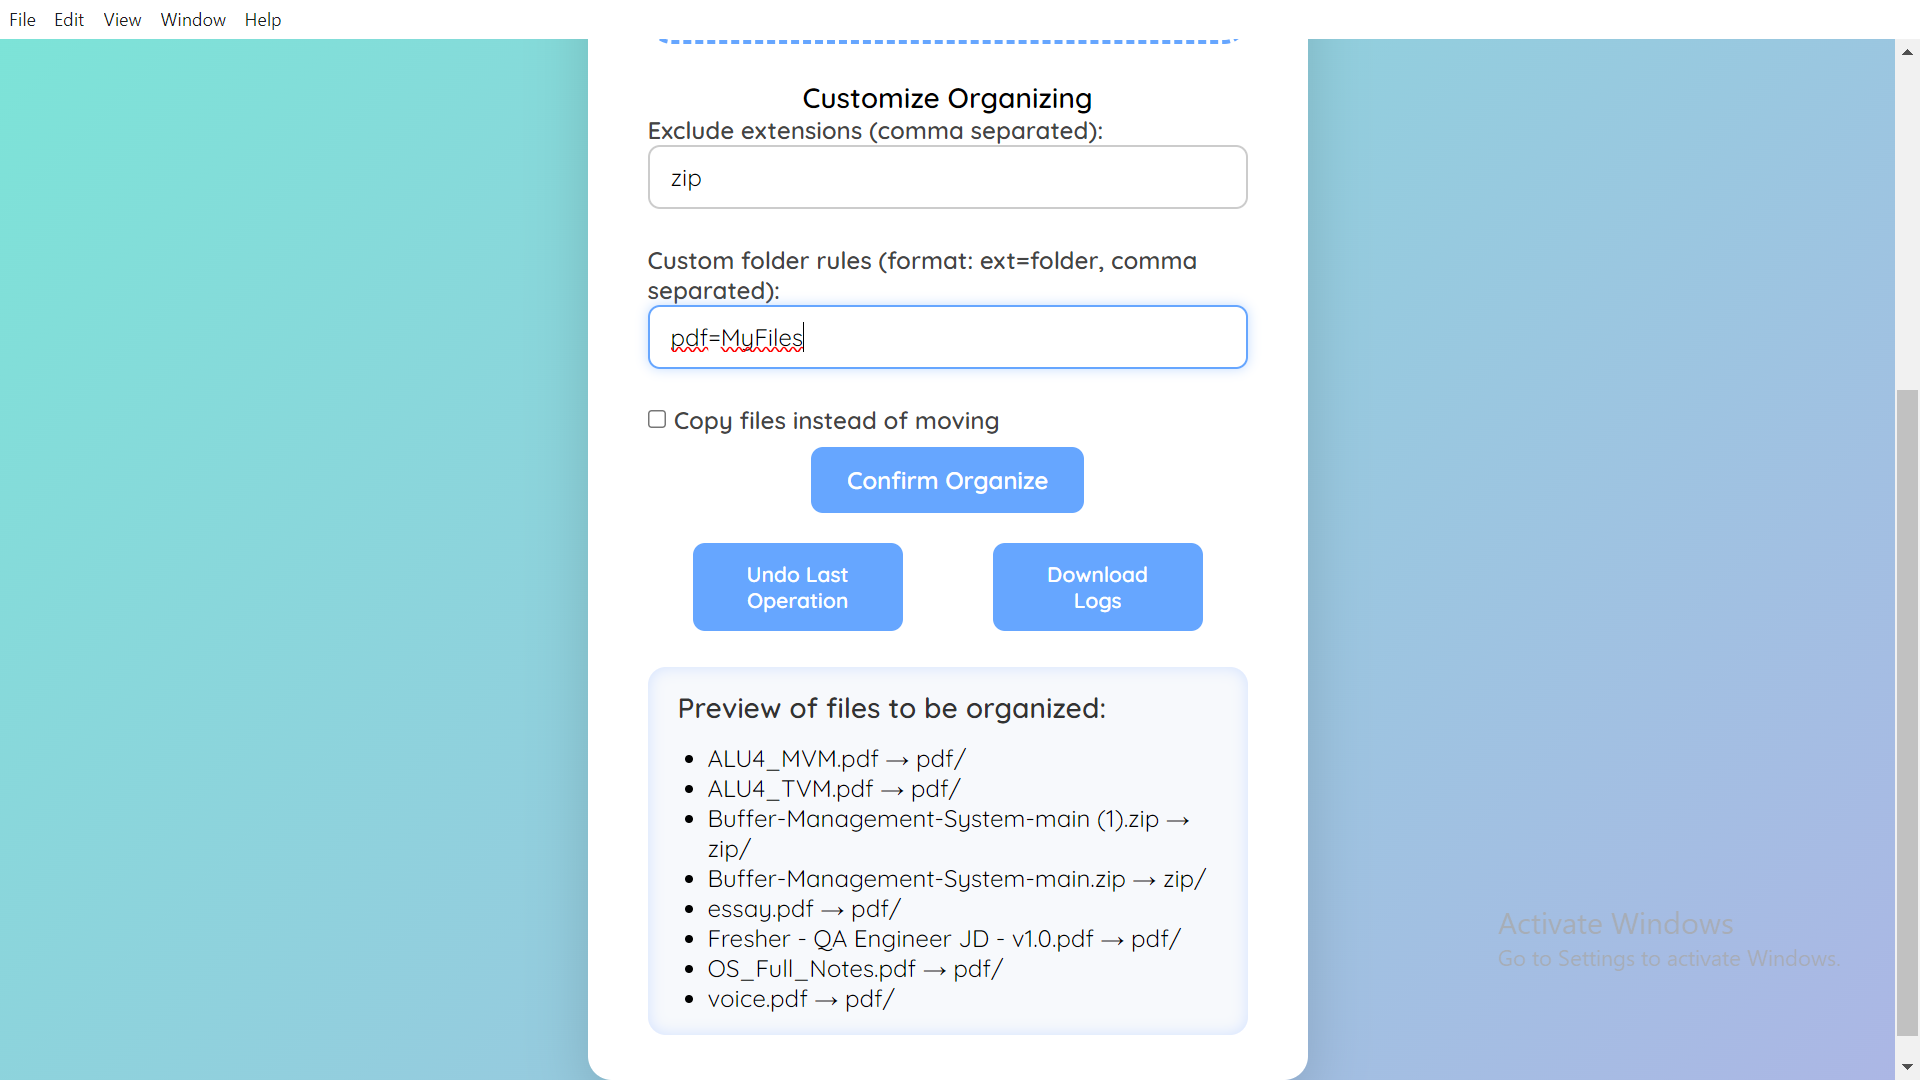 File Edit View Window Help
Customize Organizing
Exclude extensions (comma separated):
zip
Custom folder rules (format: ext=folder, comma
separated):
pdf=MyFiles
Copy files instead of moving
Confirm Organize
Undo Last
Operation
Download
Logs
Preview of files to be organized:
• ALU4_MVM.pdf → pdf/
• ALU4_TVM.pdf → pdf/
• Buffer-Management-System-main (1).zip →
zip/
• Buffer-Management-System-main.zip → zip/
• essay.pdf → pdf/
• Fresher - QA Engineer JD - v1.0.pdf → pdf/
• OS_Full_Notes.pdf → pdf/
• voice.pdf → pdf/
Activate Windows
Go to Settings to activate Windows.